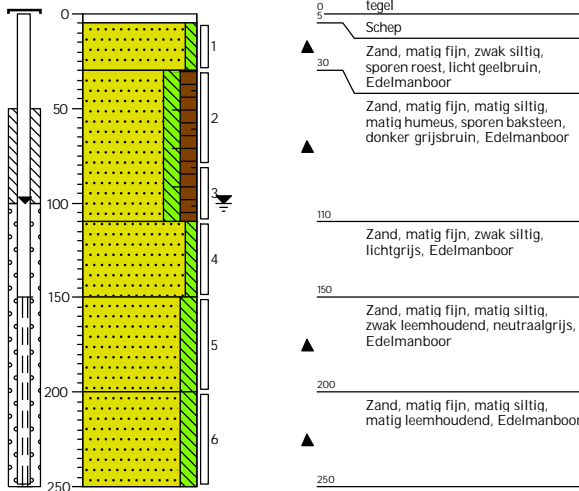 0
50
100
150
200
250
1
2
3
4
5
6
0
tegel
5
Schep
Zand, matig fijn, zwak siltig,
sporen roest, licht geelbruin,
Edelmanboor
30
Zand, matig fijn, matig siltig,
matig humeus, sporen baksteen,
donker grijsbruin, Edelmanboor
110
Zand, matig fijn, zwak siltig,
lichtgrijs, Edelmanboor
150
Zand, matig fijn, matig siltig,
zwak leemhoudend, neutraalgrijs,
Edelmanboor
200
Zand, matig fijn, matig siltig,
matig leemhoudend, Edelmanboor
250